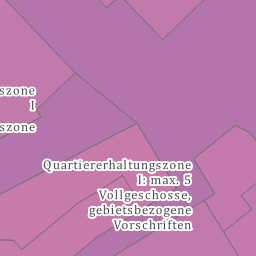 szone
I
szone
Quartiererhaltungszone
I: max. 5
Vollgeschosse,
gebietsbezogene
Vorschriften